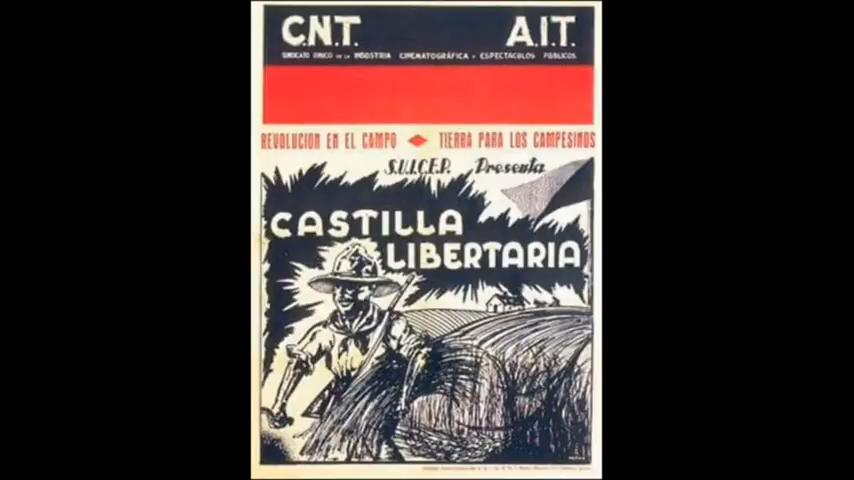 C.N.T. A.I.T.
SINDICATO ÚNICO DE LA INDUSTRIA CINEMATOGRÁFICA Y ESPECTÁCULOS PÚBLICOS
REVOLUCION EN EL CAMPO TIERRA PARA LOS CAMPESINOS
S.U.I.C.E.P. Presenta
CASTILLA
LIBERTARIA